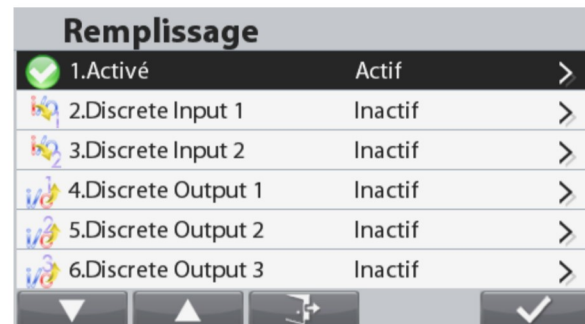 Remplissage
1.Activé Actif
2.Discrete Input 1 Inactif
3.Discrete Input 2 Inactif
4.Discrete Output 1 Inactif
5.Discrete Output 2 Inactif
6.Discrete Output 3 Inactif